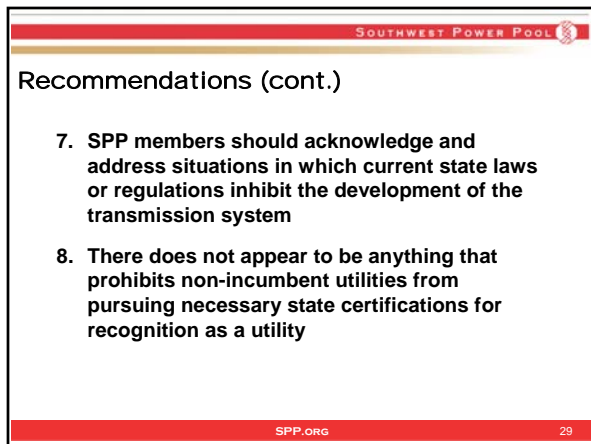 SOUTHWEST POWER POOL
Recommendations (cont.)
7. SPP members should acknowledge and
address situations in which current state laws
or regulations inhibit the development of the
transmission system
8. There does not appear to be anything that
prohibits non-incumbent utilities from
pursuing necessary state certifications for
recognition as a utility
SPP.ORG
29